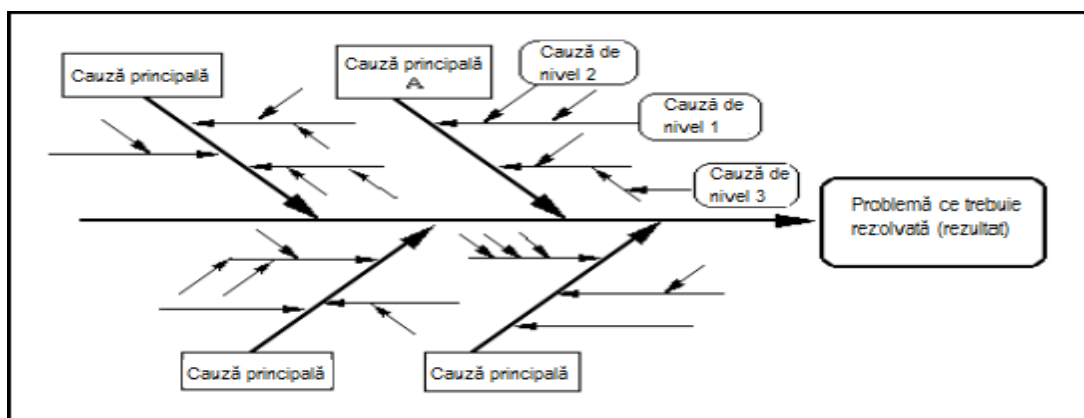 Cauză principală
Cauză principală
A
Cauză de
nivel 2
Cauză de
nivel 1
Cauză de
nivel 3
Problemă ce trebuie
rezolvată (rezultat)
Cauză principală
Cauză principală